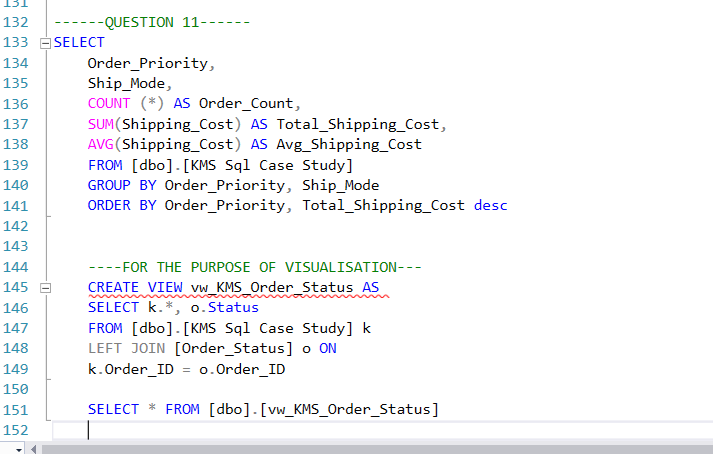 131
132 ------QUESTION 11------
133 SELECT
134 Order_Priority,
135 Ship_Mode,
136 COUNT (*) AS Order_Count,
137 SUM(Shipping_Cost) AS Total_Shipping_Cost,
138 AVG(Shipping_Cost) AS Avg_Shipping_Cost
139 FROM [dbo].[KMS Sql Case Study]
140 GROUP BY Order_Priority, Ship_Mode
141 ORDER BY Order_Priority, Total_Shipping_Cost desc
142
143
144 ----FOR THE PURPOSE OF VISUALISATION---
145 CREATE VIEW vw_KMS_Order_Status AS
146 SELECT k.*, o.Status
147 FROM [dbo].[KMS Sql Case Study] k
148 LEFT JOIN [Order_Status] o ON
149 k.Order_ID = o.Order_ID
150
151 SELECT * FROM [dbo].[vw_KMS_Order_Status]
152